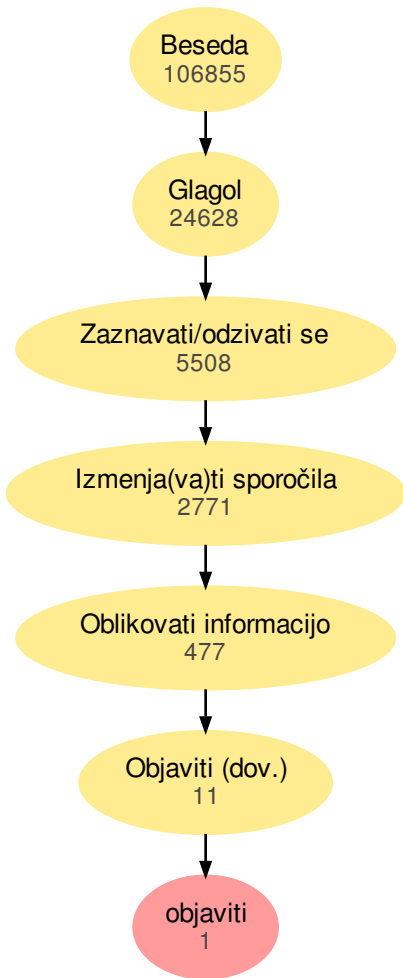 Beseda
106855
Glagol
24628
Zaznavati/odzivati se
5508
Izmenja(va)ti sporočila
2771
Oblikovati informacijo
477
Objaviti (dov.)
11
objaviti
1